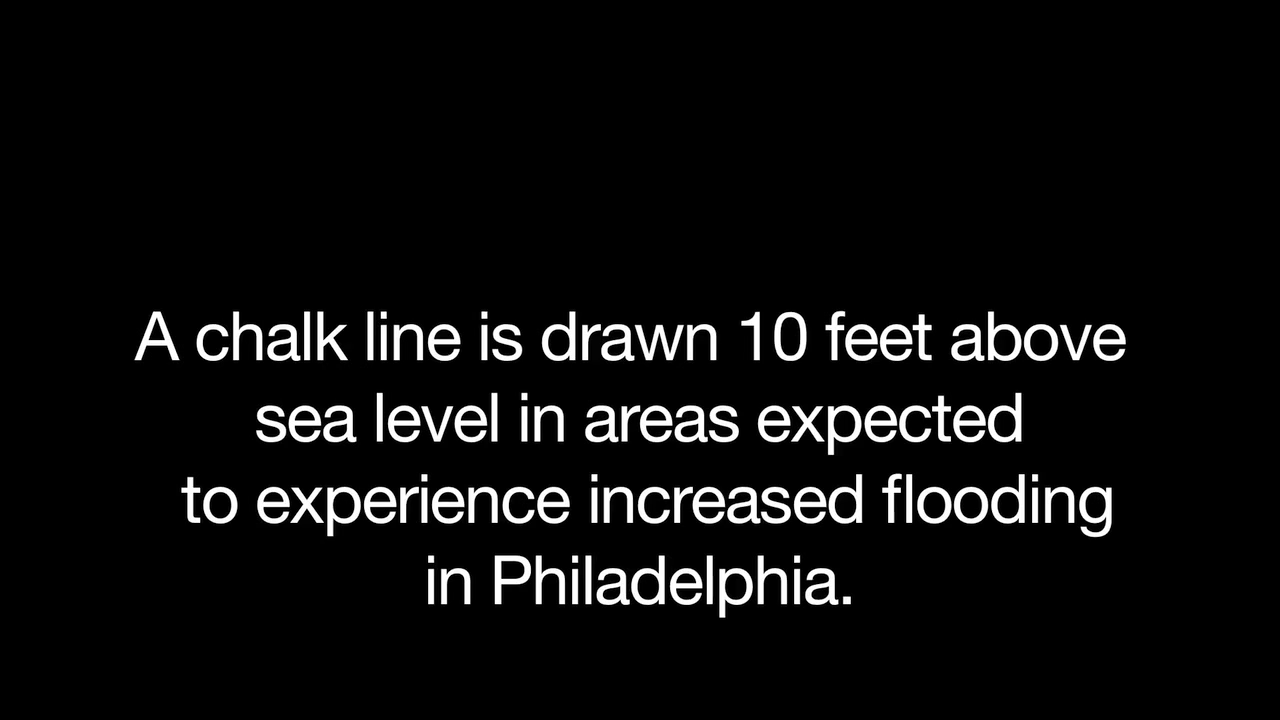 A chalk line is drawn 10 feet above
sea level in areas expected
to experience increased flooding
in Philadelphia.